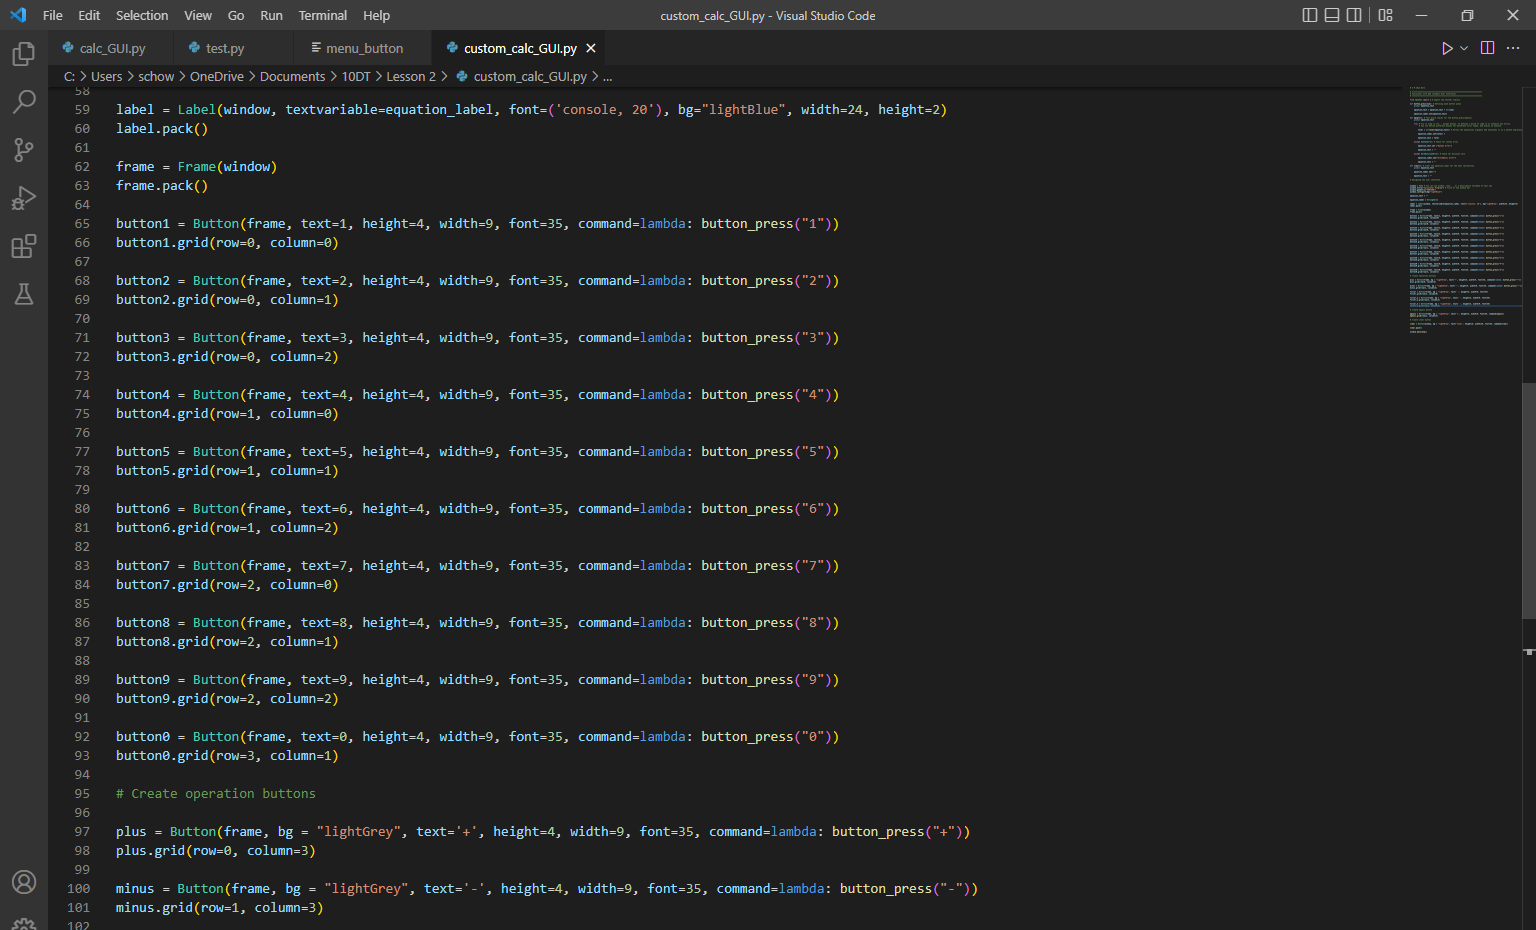 File Edit Selection View Go Run Terminal Help
custom_calc_GUI.py - Visual Studio Code
calc_GUI.py
test.py
menu_button
custom_calc_GUI.py
C: > Users > schow > OneDrive > Documents > 10DT > Lesson 2 > custom_calc_GUI.py > ...
58
59 label = Label(window, textvariable=equation_label, font=('console, 20'), bg="lightBlue", width=24, height=2)
60 label.pack()
61
62 frame = Frame(window)
63 frame.pack()
64
65 button1 = Button(frame, text=1, height=4, width=9, font=35, command=lambda: button_press("1"))
66 button1.grid(row=0, column=0)
67
68 button2 = Button(frame, text=2, height=4, width=9, font=35, command=lambda: button_press("2"))
69 button2.grid(row=0, column=1)
70
71 button3 = Button(frame, text=3, height=4, width=9, font=35, command=lambda: button_press("3"))
72 button3.grid(row=0, column=2)
73
74 button4 = Button(frame, text=4, height=4, width=9, font=35, command=lambda: button_press("4"))
75 button4.grid(row=1, column=0)
76
77 button5 = Button(frame, text=5, height=4, width=9, font=35, command=lambda: button_press("5"))
78 button5.grid(row=1, column=1)
79
80 button6 = Button(frame, text=6, height=4, width=9, font=35, command=lambda: button_press("6"))
81 button6.grid(row=1, column=2)
82
83 button7 = Button(frame, text=7, height=4, width=9, font=35, command=lambda: button_press("7"))
84 button7.grid(row=2, column=0)
85
86 button8 = Button(frame, text=8, height=4, width=9, font=35, command=lambda: button_press("8"))
87 button8.grid(row=2, column=1)
88
89 button9 = Button(frame, text=9, height=4, width=9, font=35, command=lambda: button_press("9"))
90 button9.grid(row=2, column=2)
91
92 button0 = Button(frame, text=0, height=4, width=9, font=35, command=lambda: button_press("0"))
93 button0.grid(row=3, column=1)
94
95 # Create operation buttons
96
97 plus = Button(frame, bg = "lightGrey", text='+', height=4, width=9, font=35, command=lambda: button_press("+"))
98 plus.grid(row=0, column=3)
99
100 minus = Button(frame, bg = "lightGrey", text='-', height=4, width=9, font=35, command=lambda: button_press("-"))
101 minus.grid(row=1, column=3)
102